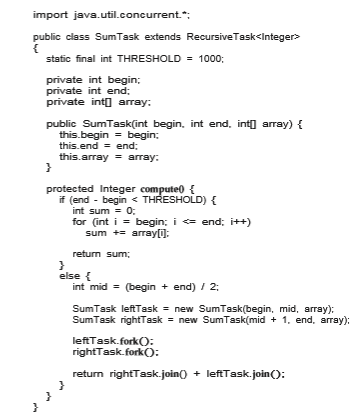 import java.util.concurrent.*;
public class SumTask extends RecursiveTask<Integer>
{
static final int THRESHOLD = 1000;
private int begin;
private int end;
private int[] array;
public SumTask(int begin, int end, int[] array) {
this.begin = begin;
this.end = end;
this.array = array;
}
protected Integer compute() {
if (end - begin < THRESHOLD) {
int sum = 0;
for (int i = begin; i <= end; i++)
sum += array[i];
return sum;
}
else {
int mid = (begin + end) / 2;
SumTask leftTask = new SumTask(begin, mid, array);
SumTask rightTask = new SumTask(mid + 1, end, array);
leftTask.fork();
rightTask.fork();
return rightTask.join() + leftTask.join();
}
}
}